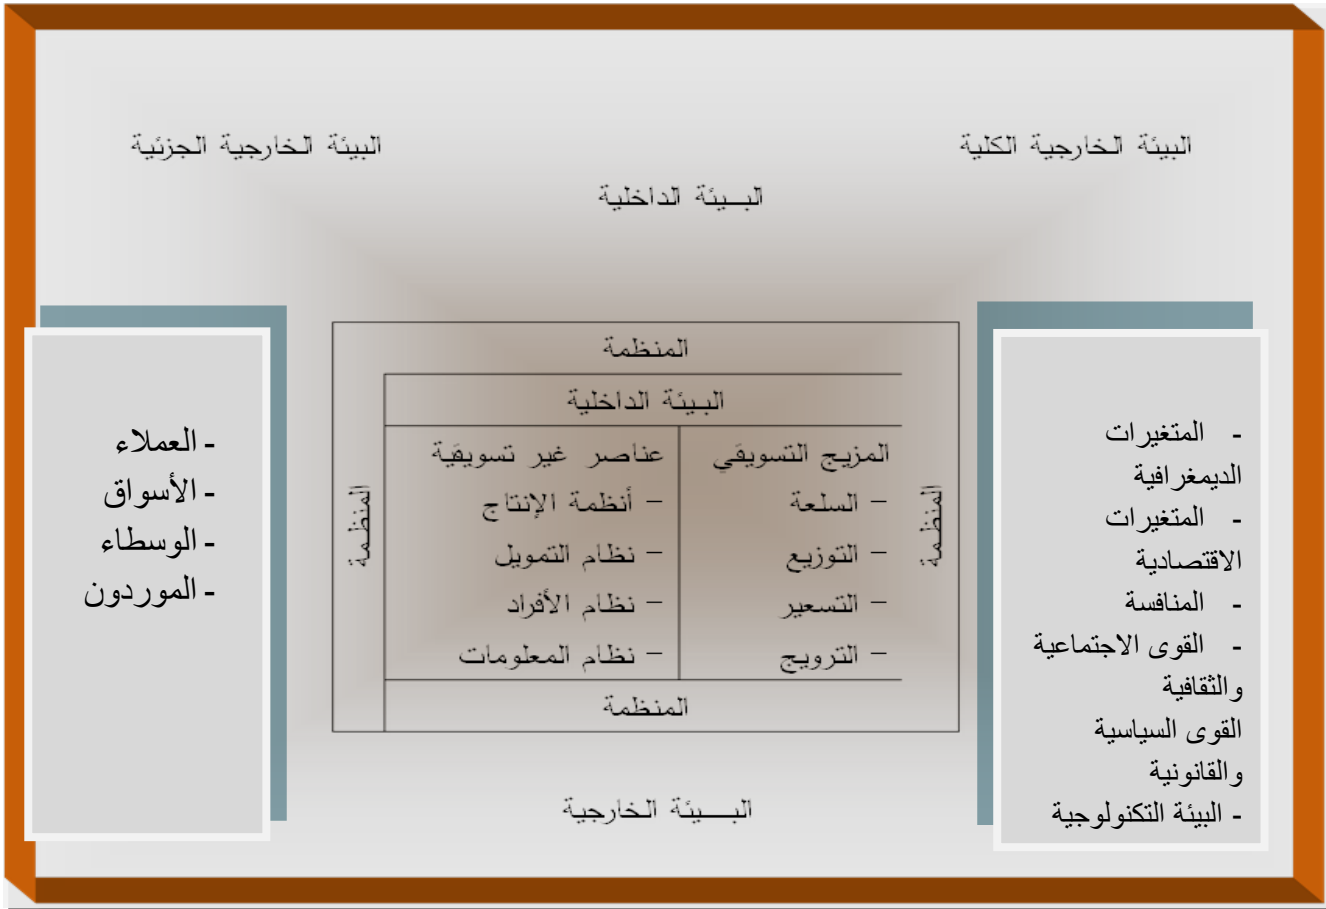 البيئة الخارجية الكلية
البيئة الخارجية الجزئية
البــيئة الداخلية
- المتغيرات
الديمغرافية
- المتغيرات
الاقتصادية
- المنافسة
- القوى الاجتماعية
والثقافية
القوى السياسية
والقانونية
- البيئة التكنولوجية
المنظمة
البيئة الداخلية
المنظمة
المزيج التسويقي
– السلعة
– التوزيع
– التسعير
– الترويج
عناصر غير تسويقية
– أنظمة الإنتاج
– نظام التمويل
– نظام الأفراد
– نظام المعلومات
المنظمة
المنظمة
- العملاء
- الأسواق
- الوسطاء
- الموردون
البـــيئة الخارجية